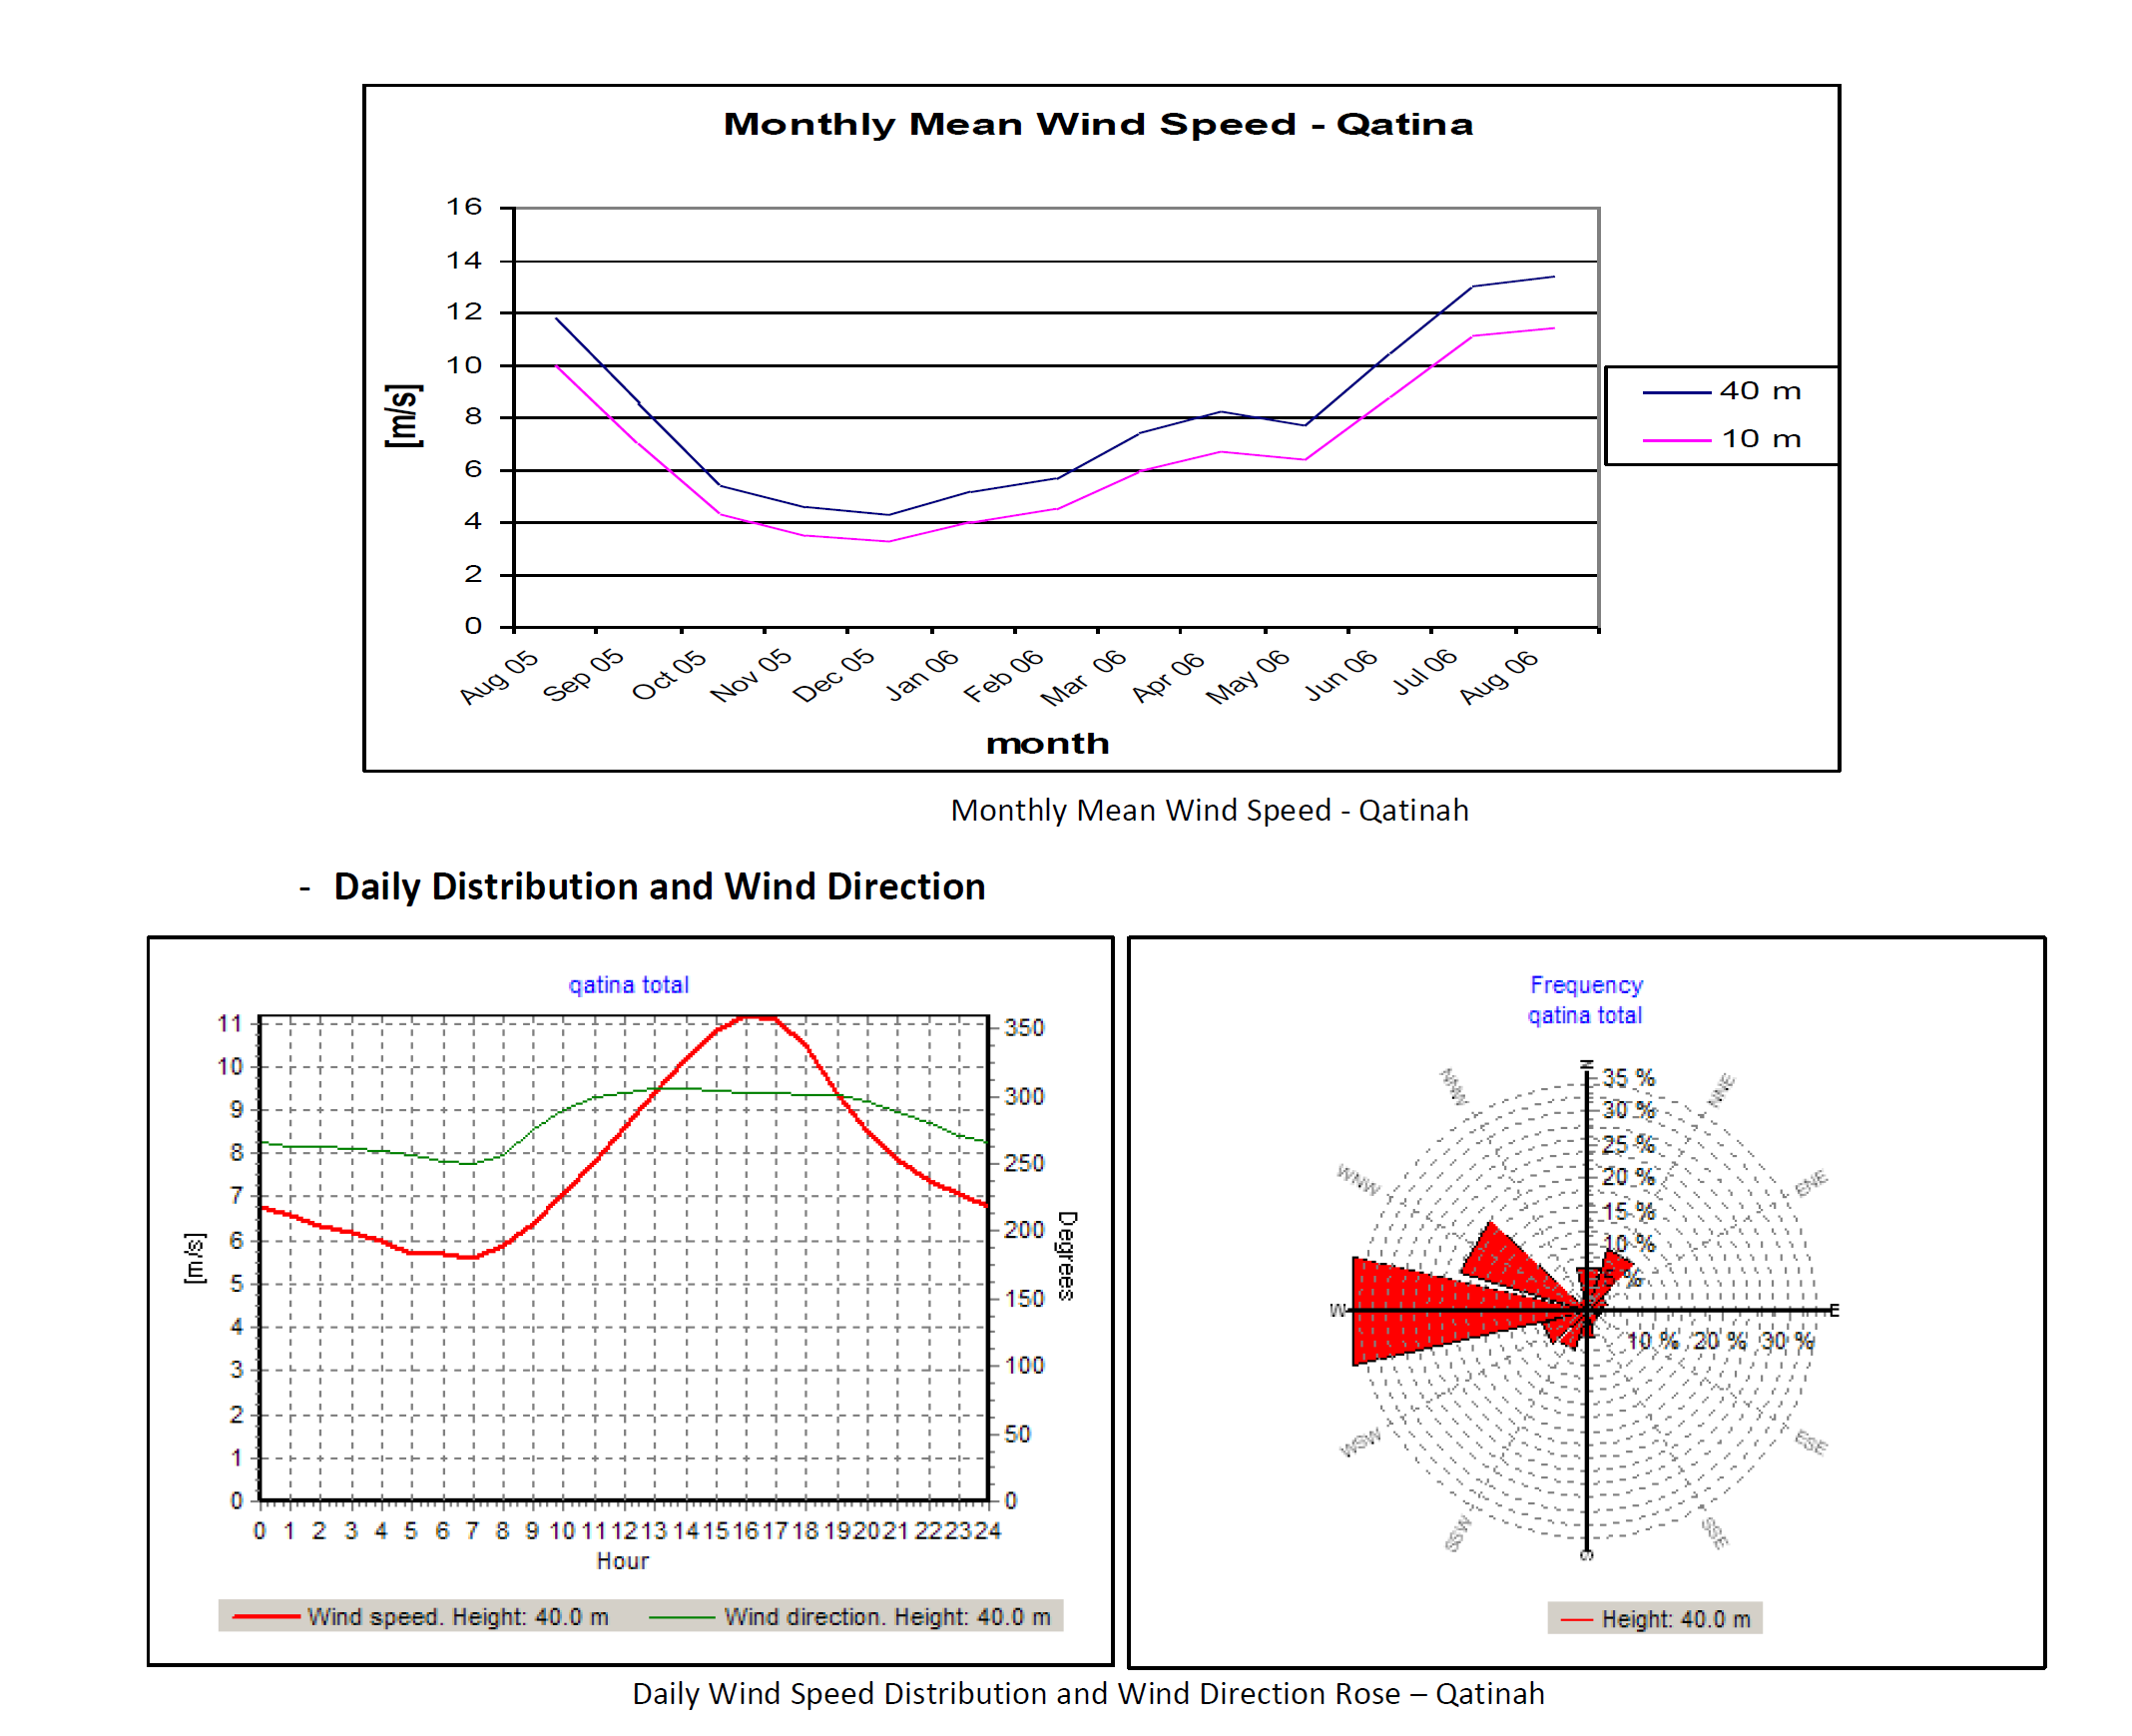 Monthly Mean Wind Speed - Qatina
16
14
12
10
8
6
4
2
0
[m/s]
Aug 05
Sep 05
Oct 05
Nov 05
Dec 05
Jan 06
Feb 06
Mar 06
Apr 06
May 06
Jun 06
Jul 06
Aug 06
month
40 m
10 m
Monthly Mean Wind Speed - Qatinah
- Daily Distribution and Wind Direction
qatina total
11
10
9
8
7
6
5
4
3
2
1
0
[m/s]
350
300
250
200
150
100
50
0
Degrees
0 1 2 3 4 5 6 7 8 9 10 11 12 13 14 15 16 17 18 19 20 21 22 23 24
Hour
Wind speed. Height: 40.0 m Wind direction. Height: 40.0 m
Frequency
qatina total
N
NNE
ENE
E
ESE
SSE
S
SSW
WSW
W
WNW
NNW
35 %
30 %
25 %
20 %
15 %
10 %
5 %
10 % 20 % 30 %
Height: 40.0 m
Daily Wind Speed Distribution and Wind Direction Rose – Qatinah